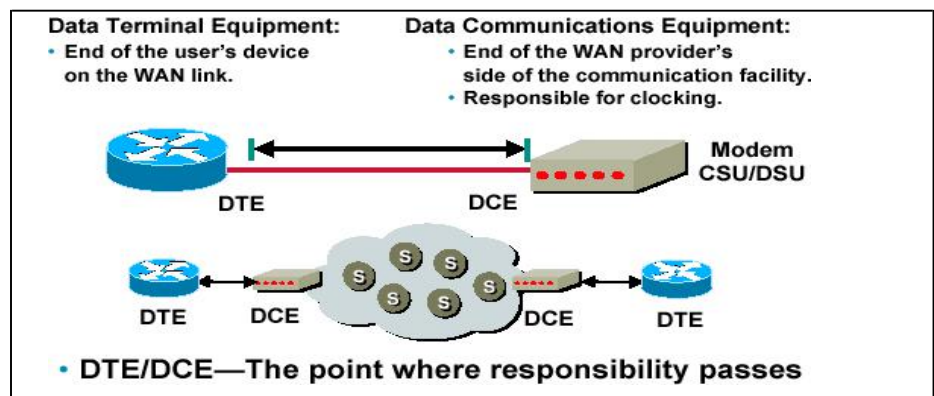 Data Terminal Equipment:
• End of the user's device
on the WAN link.
Data Communications Equipment:
• End of the WAN provider's
side of the communication facility.
• Responsible for clocking.
Modem
CSU/DSU
DTE
DCE
S
S
S
S
S
S
S
DTE
DCE
DCE
DTE
• DTE/DCE—The point where responsibility passes